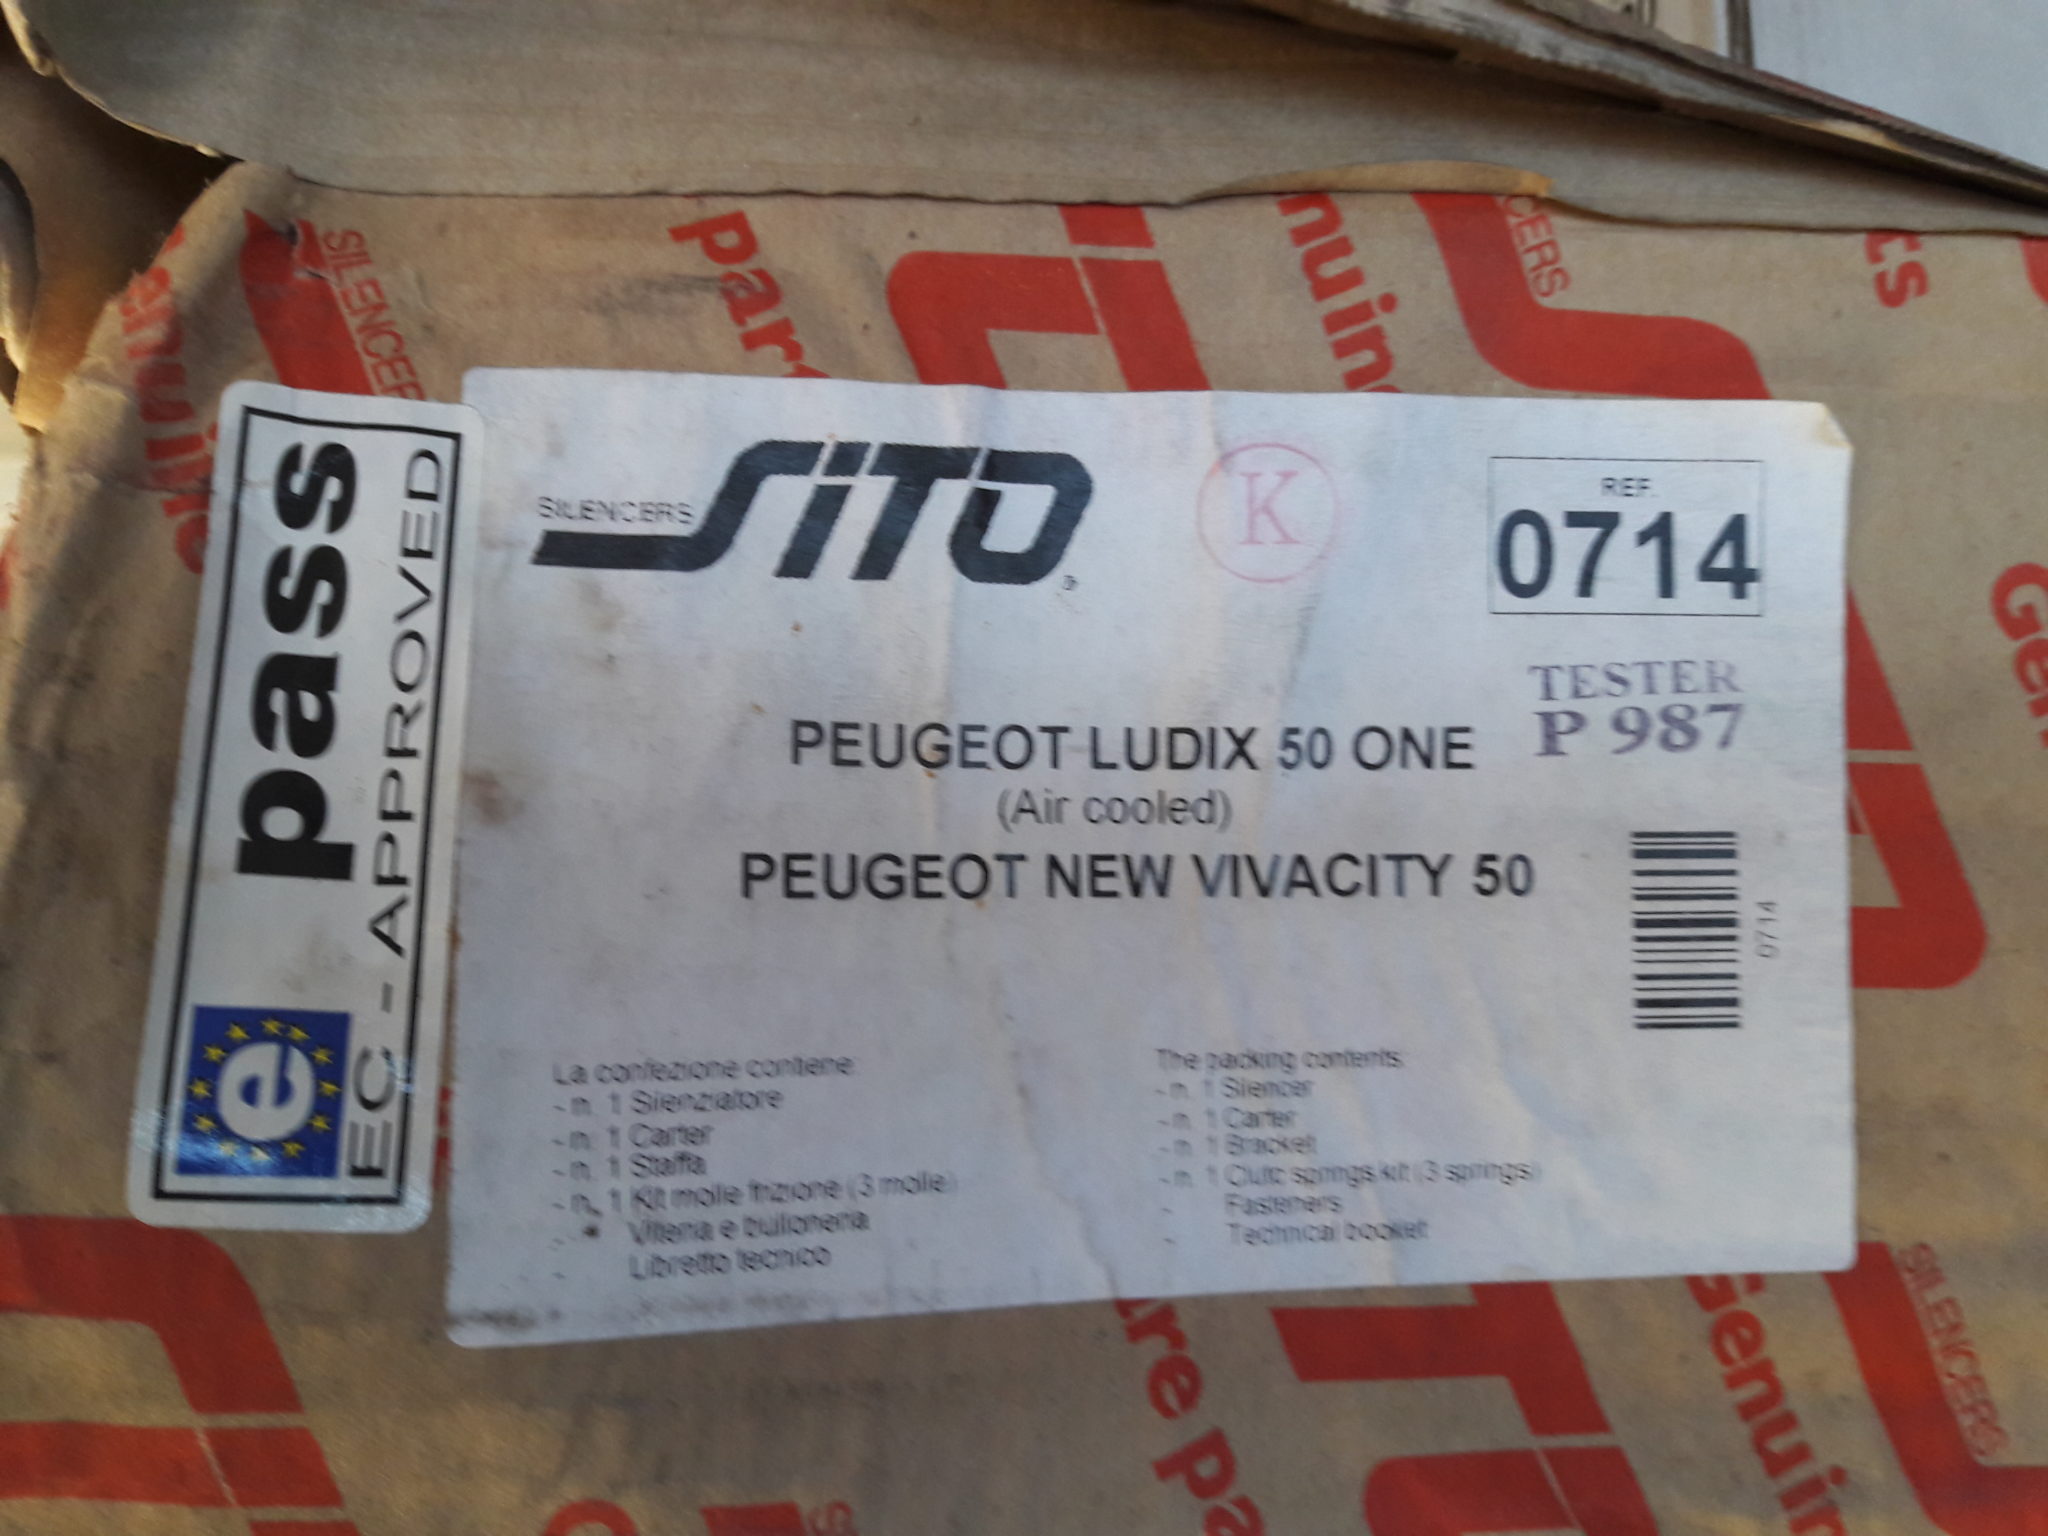 SILENCERS SITO
K
REF.
0714
TESTER
P 987
PEUGEOT LUDIX 50 ONE
(Air cooled)
PEUGEOT NEW VIVACITY 50
0714
La confezione contiene:
- n. 1 Silenziatore
- n. 1 Carter
- n. 1 Staffa
- n. 1 Kit molle frizione (3 molle)
- Viteria e bulloneria
- Libretto tecnico
The packing contents:
- n. 1 Silencer
- n. 1 Carter
- n. 1 Bracket
- n. 1 Clutc springs kit (3 springs)
- Fasteners
- Technical booklet
e pass
EC - APPROVED
SILENCERS
Genuine
SILENCERS